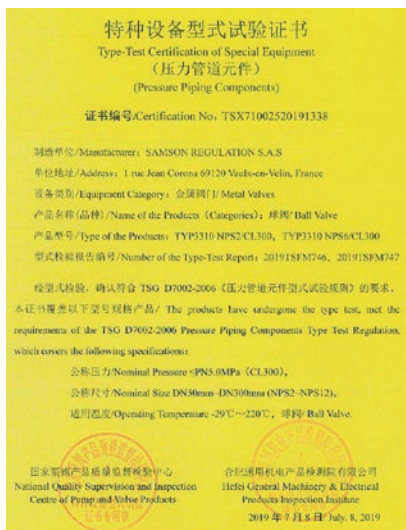 特种设备型式试验证书
Type-Test Certification of Special Equipment
（压力管道元件）
(Pressure Piping Components)
证书编号/Certification No：TSX71002520191338
制造单位/Manufacturer：SAMSON REGULATION S.A.S
单位地址/Address：1 rue Jean Corona 69120 Vaulx-en-Velin, France
设备类别/Equipment Category：金属阀门/ Metal Valves
产品名称(品种）/Name of the Products（Categories）：球阀/ Ball Valve
产品型号/Type of the Products：TYP3310 NPS2/CL300，TYP3310 NPS6/CL300
型式检验报告编号/Number of the Type-Test Report：2019TSFM746，2019TSFM747
经型式检验，确认符合 TSG D7002-2006《压力管道元件型式试验规则》的要求。
本证书覆盖以下型号规格产品/ The products have undergone the type test, met the
requirements of the TSG D7002-2006 Pressure Piping Components Type Test Regulation,
which covers the following specifications:
公称压力/Nominal Pressure ≤PN5.0MPa（CL300），
公称尺寸/Nominal Size DN50mm~DN300mm (NPS2~NPS12)，
适用温度/Operating Temperature -29℃～220℃，球阀/ Ball Valve.
国家泵阀产品质量监督检验中心
National Quality Supervision and Inspection
Centre of Pump and Valve Products
合肥通用机电产品检测院有限公司
Hefei General Machinery & Electrical
Products Inspection Institute
2019 年 7 月 8 日/ July. 8, 2019